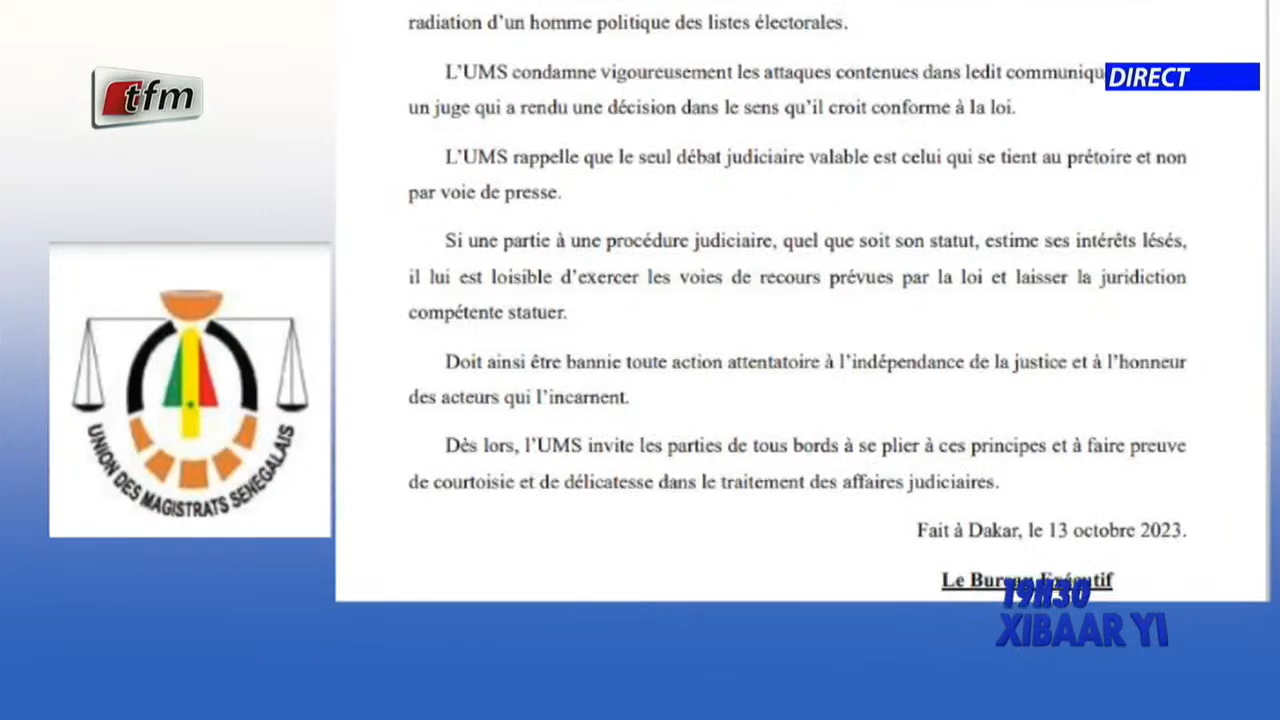 tfm
DIRECT
radiation d'un homme politique des listes électorales.
L'UMS condamne vigoureusement les attaques contenues dans ledit
un juge qui a rendu une décision dans le sens qu'il croit conforme à la loi.
L'UMS rappelle que le seul débat judiciaire valable est celui qui se tient au prétoire et non
par voie de presse.
Si une partie à une procédure judiciaire, quel que soit son statut, estime ses intérêts lésés,
il lui est loisible d'exercer les voies de recours prévues par la loi et laisser la juridiction
compétente statuer.
Doit ainsi être bannie toute action attentatoire à l'indépendance de la justice et à l'honneur
des acteurs qui l'incarnent.
Dès lors, l'UMS invite les parties de tous bords à se plier à ces principes et à faire preuve
de courtoisie et de délicatesse dans le traitement des affaires judiciaires.
Fait à Dakar, le 13 octobre 2023.
Le Bureau Exécutif
UNION DES MAGISTRATS SENEGALAIS
19H30
XIBAAR YI